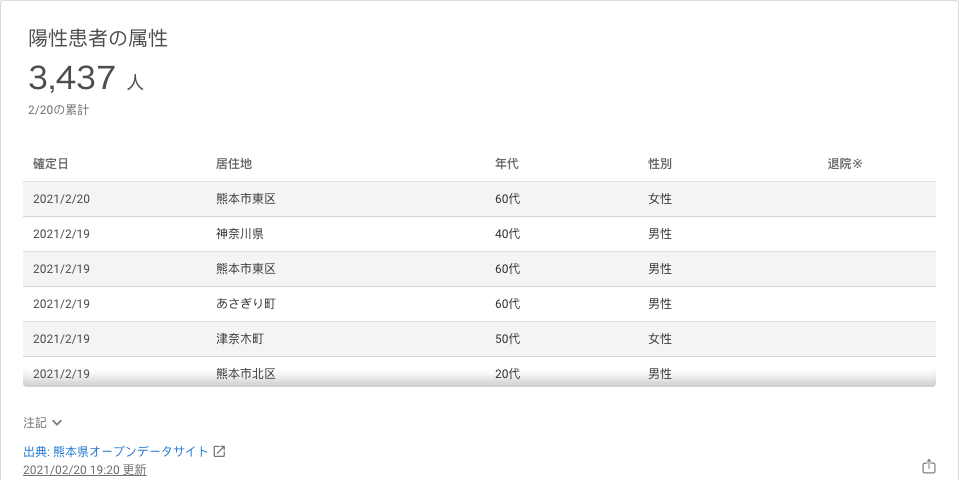 陽性患者の属性
3,437 人
2/20の累計
確定日 居住地 年代 性別 退院※
2021/2/20 熊本市東区 60代 女性
2021/2/19 神奈川県 40代 男性
2021/2/19 熊本市東区 60代 男性
2021/2/19 あさぎり町 60代 男性
2021/2/19 津奈木町 50代 女性
2021/2/19 熊本市北区 20代 男性
注記
出典: 熊本県オープンデータサイト
2021/02/20 19:20 更新